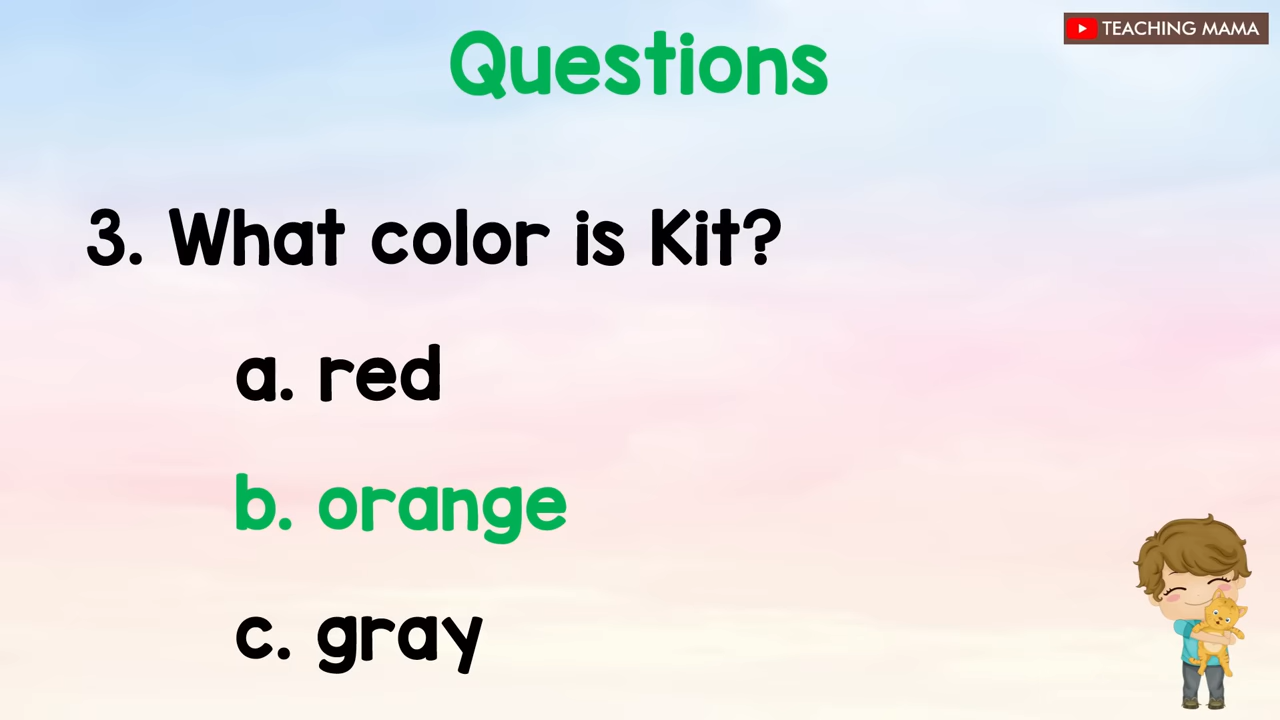 Questions
TEACHING MAMA
3. What color is Kit?
a. red
b. orange
c. gray